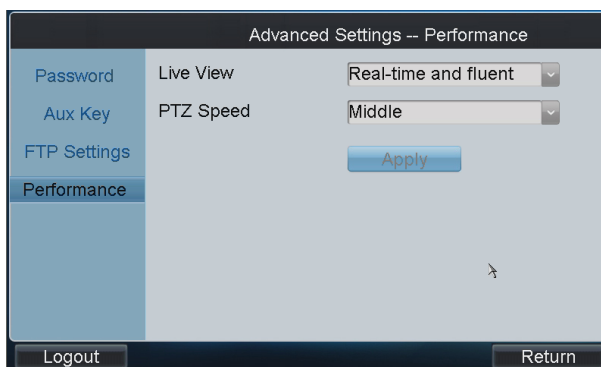 Advanced Settings -- Performance
Password
Aux Key
FTP Settings
Performance
Live View Real-time and fluent
PTZ Speed Middle
Apply
Logout Return